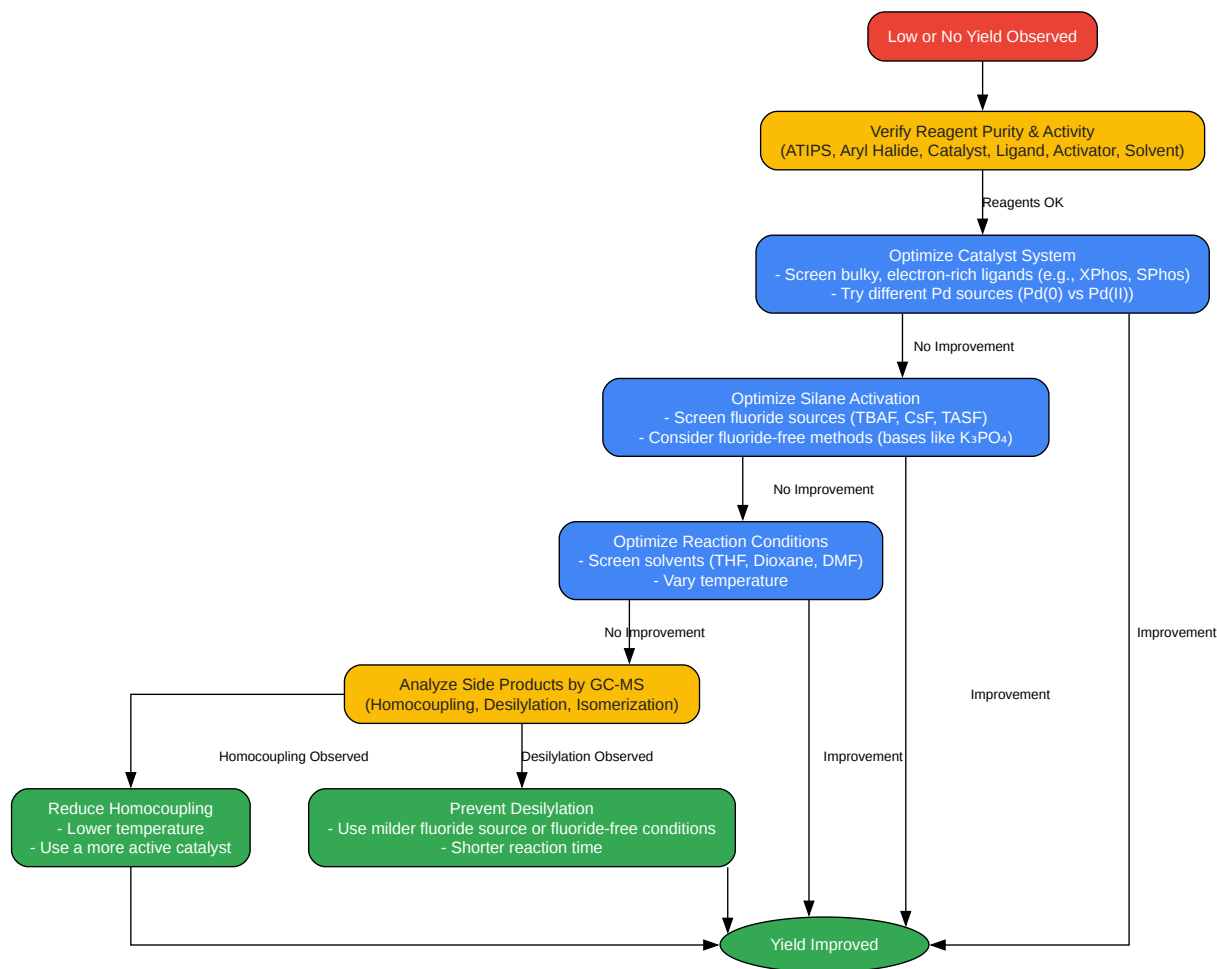 Low or No Yield Observed
Verify Reagent Purity & Activity
(ATIPS, Aryl Halide, Catalyst, Ligand, Activator, Solvent)
Reagents OK
Optimize Catalyst System
- Screen bulky, electron-rich ligands (e.g., XPhos, SPhos)
- Try different Pd sources (Pd(0) vs Pd(II))
No Improvement
Optimize Silane Activation
- Screen fluoride sources (TBAF, CsF, TASF)
- Consider fluoride-free methods (bases like K₃PO₄)
No Improvement
Optimize Reaction Conditions
- Screen solvents (THF, Dioxane, DMF)
- Vary temperature
No Improvement
Improvement
Analyze Side Products by GC-MS
(Homocoupling, Desilylation, Isomerization)
Improvement
Homocoupling Observed
Desilylation Observed
Improvement
Reduce Homocoupling
- Lower temperature
- Use a more active catalyst
Prevent Desilylation
- Use milder fluoride source or fluoride-free conditions
- Shorter reaction time
Yield Improved